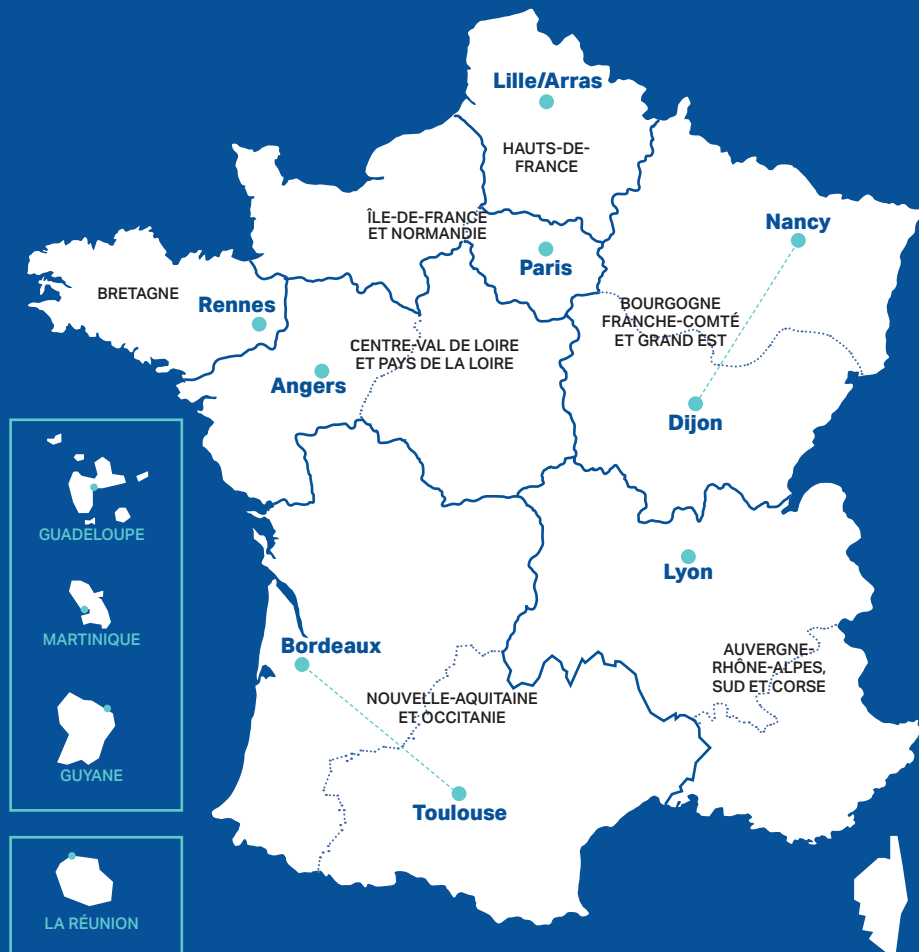 Lille/Arras
HAUTS-DE-
FRANCE
ÎLE-DE-FRANCE
ET NORMANDIE
Nancy
Paris
BRETAGNE
Rennes
BOURGOGNE
FRANCHE-COMTÉ
ET GRAND EST
CENTRE-VAL DE LOIRE
ET PAYS DE LA LOIRE
Angers
Dijon
GUADELOUPE
Lyon
MARTINIQUE
Bordeaux
AUVERGNE-
RHÔNE-ALPES,
SUD ET CORSE
NOUVELLE-AQUITAINE
ET OCCITANIE
GUYANE
Toulouse
LA RÉUNION